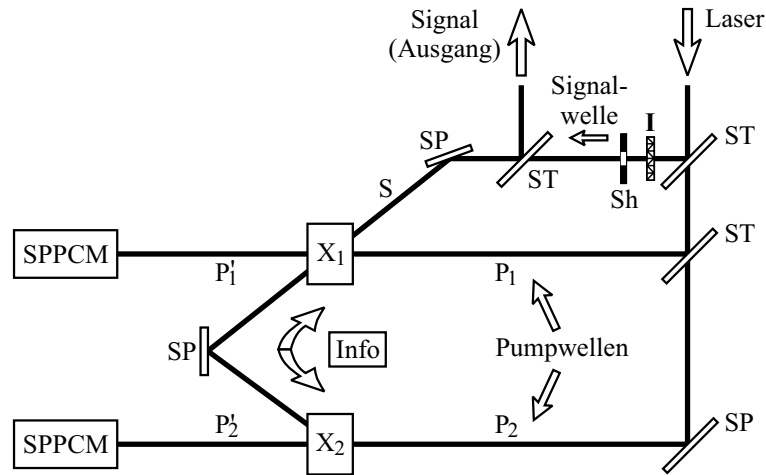 Signal
(Ausgang)
Laser
Signal-
welle
I
ST
SP
ST
Sh
S
ST
SPPCM
P'1
X1
P1
SP
Info
Pumpwellen
SPPCM
P'2
X2
P2
SP